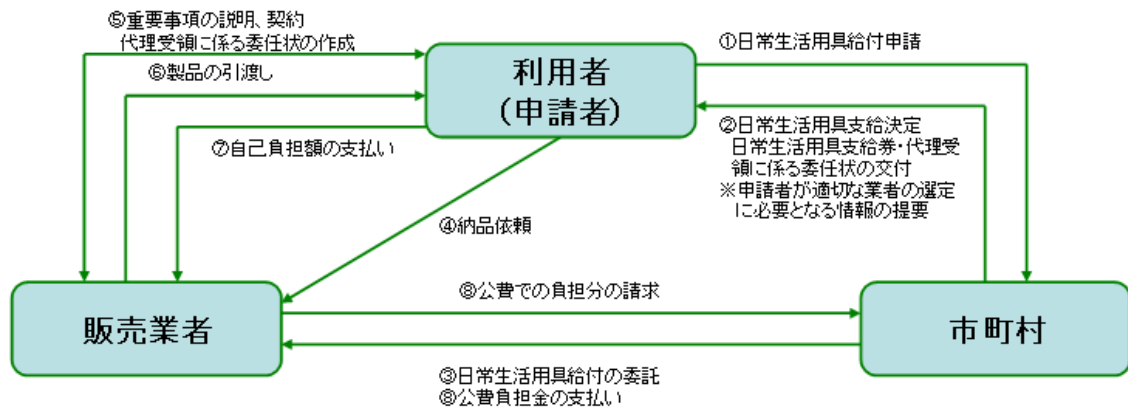 ⑤重要事項の説明、契約
代理受領に係る委任状の作成
⑥製品の引渡し
利用者
(申請者)
①日常生活用具給付申請
⑦自己負担額の支払い
②日常生活用具支給決定
日常生活用具支給券・代理受
領に係る委任状の交付
※申請者が適切な業者の選定
に必要となる情報の提要
④納品依頼
販売業者
⑧公費での負担分の請求
市町村
③日常生活用具給付の委託
⑧公費負担金の支払い